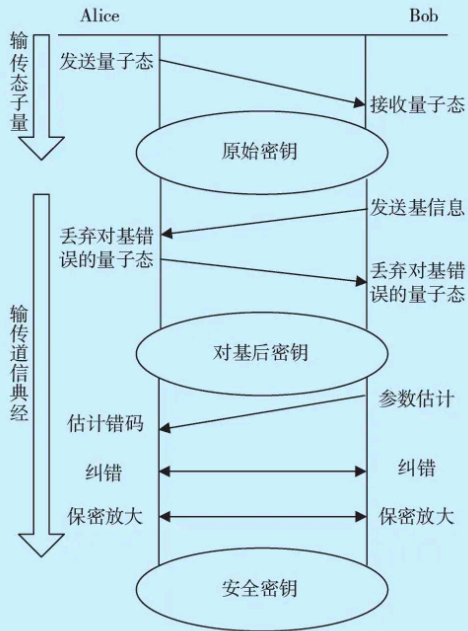 Alice
Bob
输传态子量
发送量子态
接收量子态
原始密钥
输传道信典经
发送基信息
丢弃对基错
误的量子态
丢弃对基错
误的量子态
对基后密钥
参数估计
估计错码
纠错
纠错
保密放大
保密放大
安全密钥